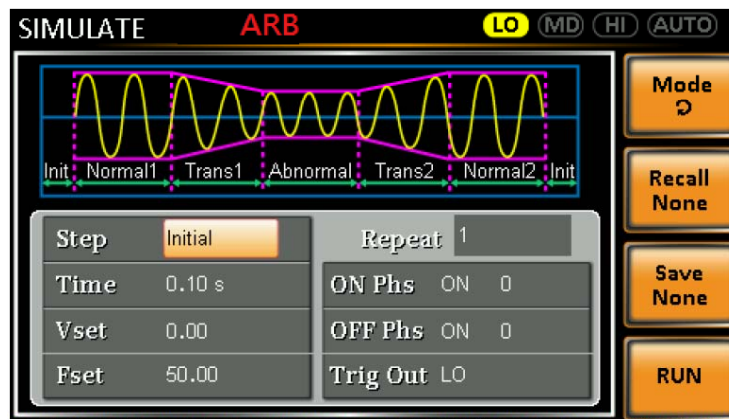 SIMULATE ARB LO MD HI AUTO
Init Normal1 Trans1 Abnormal Trans2 Normal2 Init
Step Initial Repeat 1
Time 0.10 s ON Phs ON 0
Vset 0.00 OFF Phs ON 0
Fset 50.00 Trig Out LO
Mode
Recall
None
Save
None
RUN